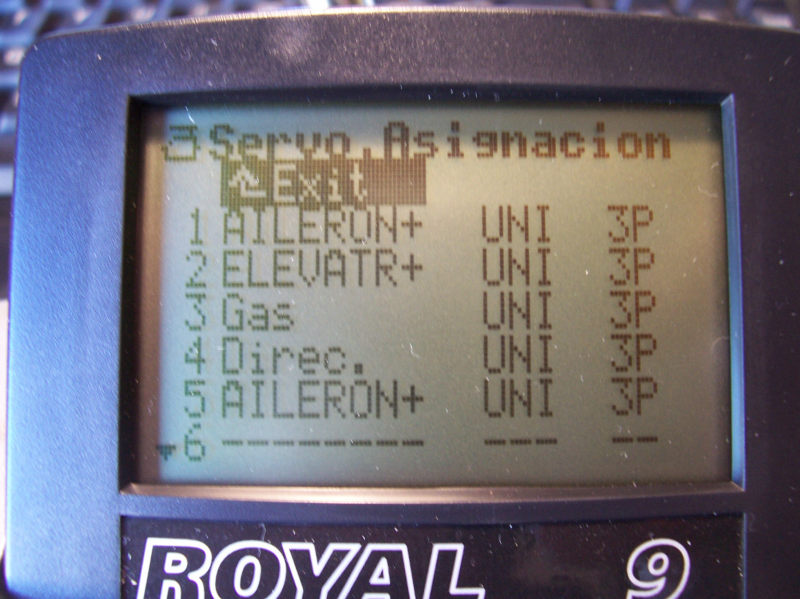 3 Servo.Asignacion
Exit
1 AILERON+ UNI 3P
2 ELEVATR+ UNI 3P
3 Gas UNI 3P
4 Direc. UNI 3P
5 AILERON+ UNI 3P
6 --------- --- --
ROYAL 9